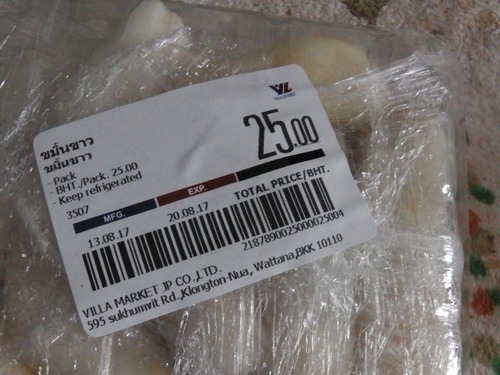 VL
25.00
ขมิ้นขาว
ขมิ้นขาว
- Pack
- BHT./Pack. 25.00
- Keep refrigerated
3507
MFG. EXP. TOTAL PRICE/BHT.
13.08.17 20.08.17
2187890025000025004
VILLA MARKET JP CO.,LTD.
595 sukhumvit Rd.,Klongton-Nua, Wattana,BKK 10110